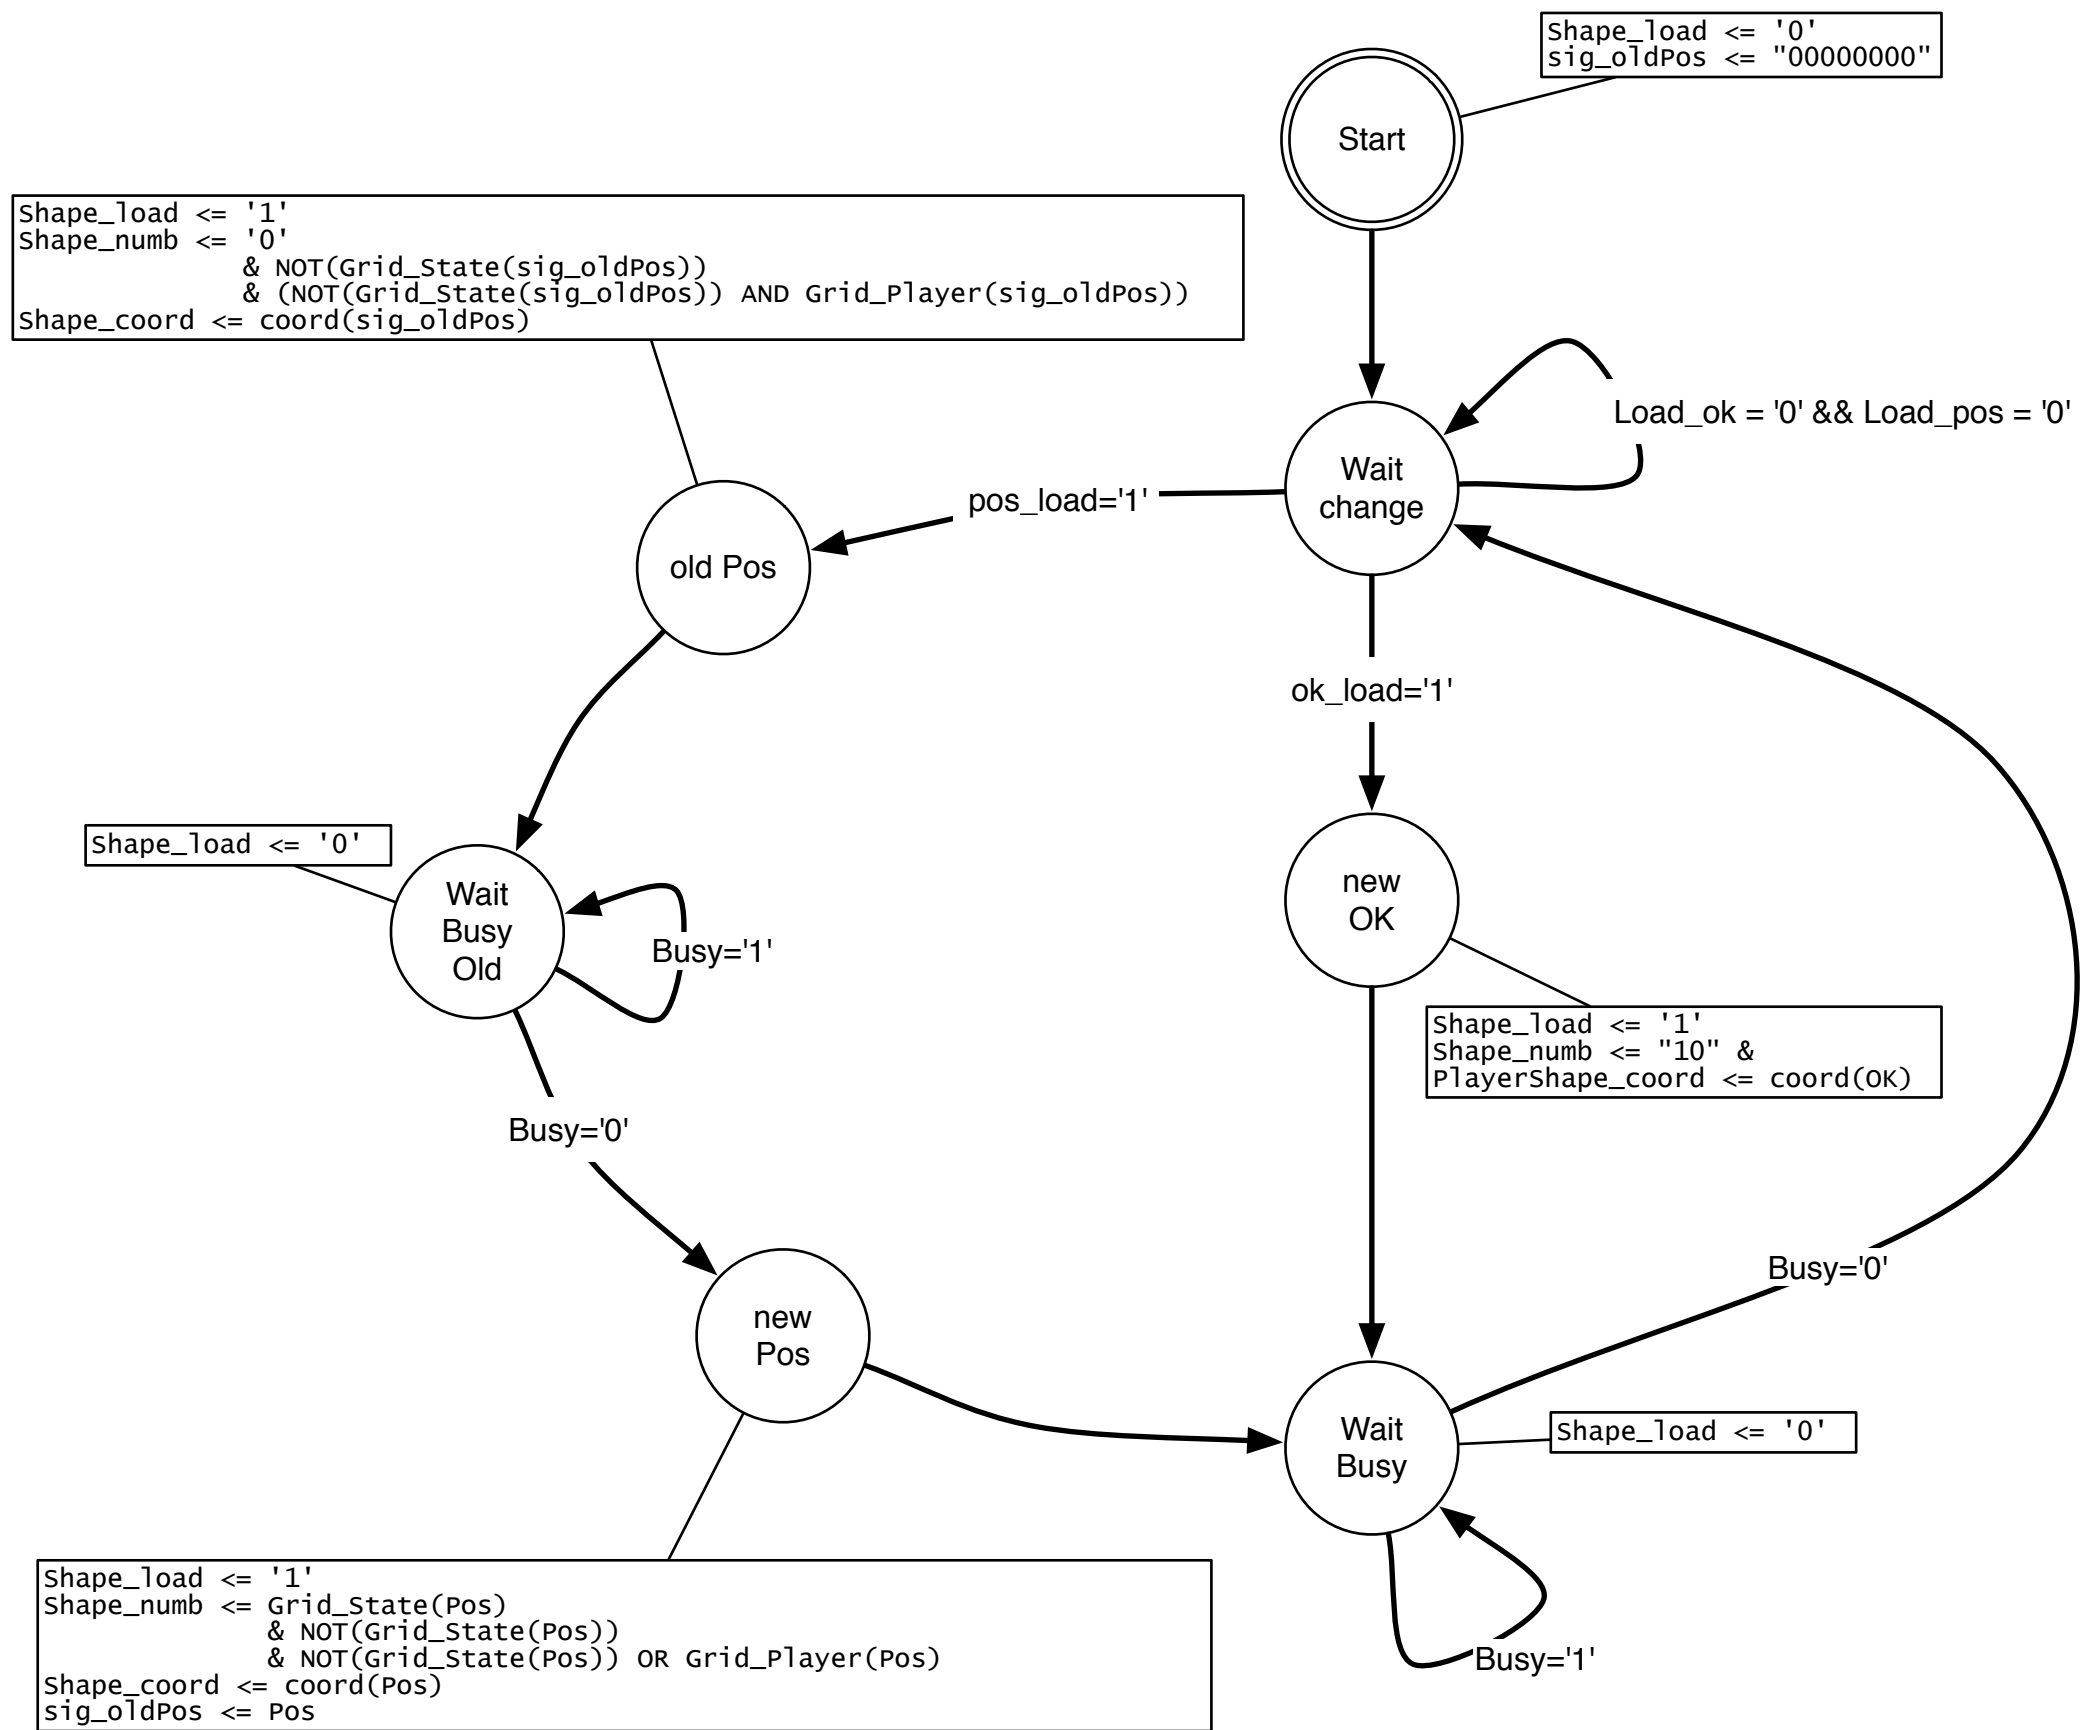 Shape_load <= '0'
sig_oldPos <= "00000000"
Start
Shape_load <= '1'
Shape_numb <= '0'
& NOT(Grid_State(sig_oldPos))
& (NOT(Grid_State(sig_oldPos)) AND Grid_Player(sig_oldPos))
Shape_coord <= coord(sig_oldPos)
Load_ok = '0' && Load_pos = '0'
Wait
change
pos_load='1'
old Pos
ok_load='1'
Shape_load <= '0'
Wait
Busy
Old
Busy='1'
new
OK
Shape_load <= '1'
Shape_numb <= "10" &
PlayerShape_coord <= coord(OK)
Busy='0'
Busy='0'
new
Pos
Wait
Busy
Shape_load <= '0'
Busy='1'
Shape_load <= '1'
Shape_numb <= Grid_State(Pos)
& NOT(Grid_State(Pos))
& NOT(Grid_State(Pos)) OR Grid_Player(Pos)
Shape_coord <= coord(Pos)
sig_oldPos <= Pos